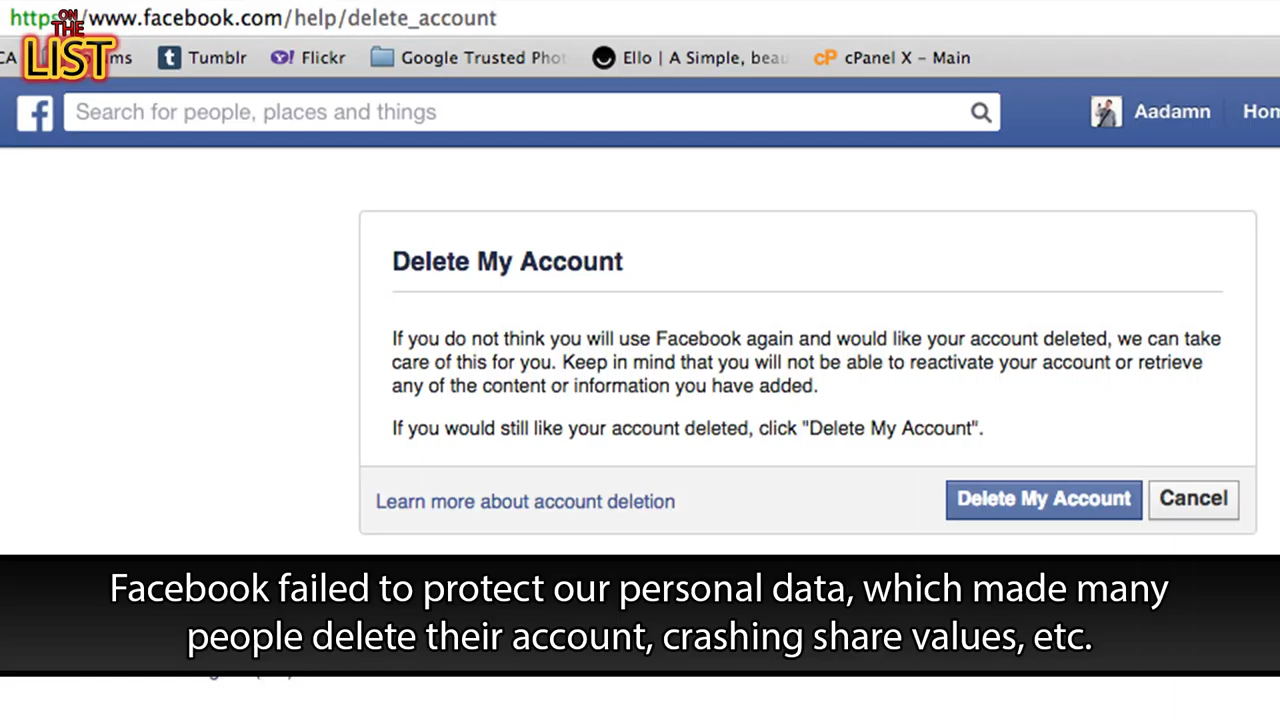 https://www.facebook.com/help/delete_account
ON
THE
LIST
Tumblr Flickr Google Trusted Pho Ello | A Simple, beau cPanel X – Main
Search for people, places and things Aadamn
Delete My Account
If you do not think you will use Facebook again and would like your account deleted, we can take
care of this for you. Keep in mind that you will not be able to reactivate your account or retrieve
any of the content or information you have added.
If you would still like your account deleted, click "Delete My Account".
Learn more about account deletion Delete My Account Cancel
Facebook failed to protect our personal data, which made many
people delete their account, crashing share values, etc.